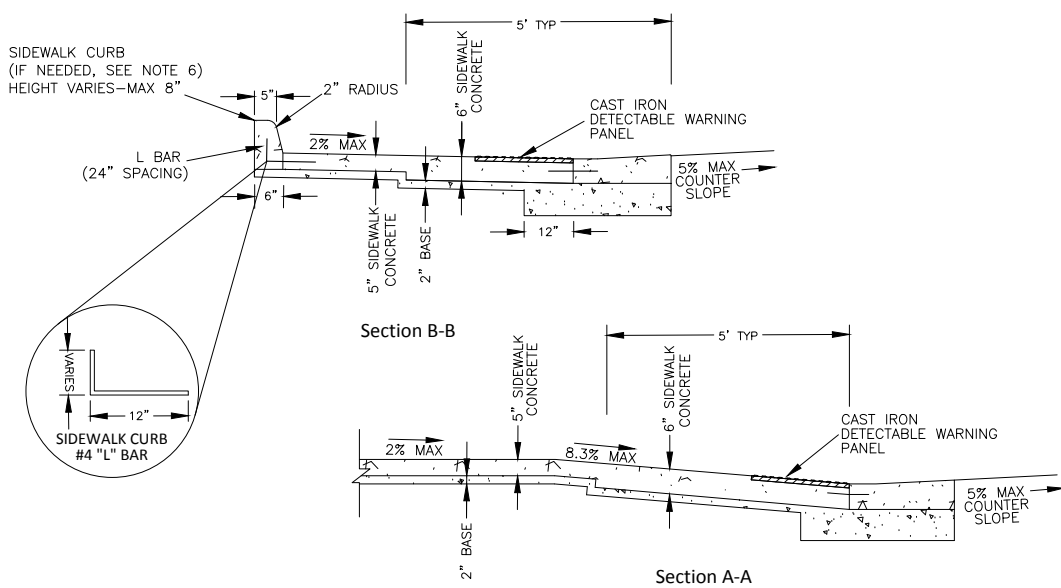 5' TYP
SIDEWALK CURB
(IF NEEDED, SEE NOTE 6)
HEIGHT VARIES–MAX 8"
5"
2" RADIUS
6" SIDEWALK
CONCRETE
CAST IRON
DETECTABLE WARNING
PANEL
2% MAX
L BAR
(24" SPACING)
5% MAX
COUNTER
SLOPE
6"
5" SIDEWALK
CONCRETE
2" BASE
12"
Section B-B
5' TYP
VARIES
12"
SIDEWALK CURB
#4 "L" BAR
5" SIDEWALK
CONCRETE
6" SIDEWALK
CONCRETE
CAST IRON
DETECTABLE WARNING
PANEL
2% MAX
8.3% MAX
5% MAX
COUNTER
SLOPE
2" BASE
Section A-A